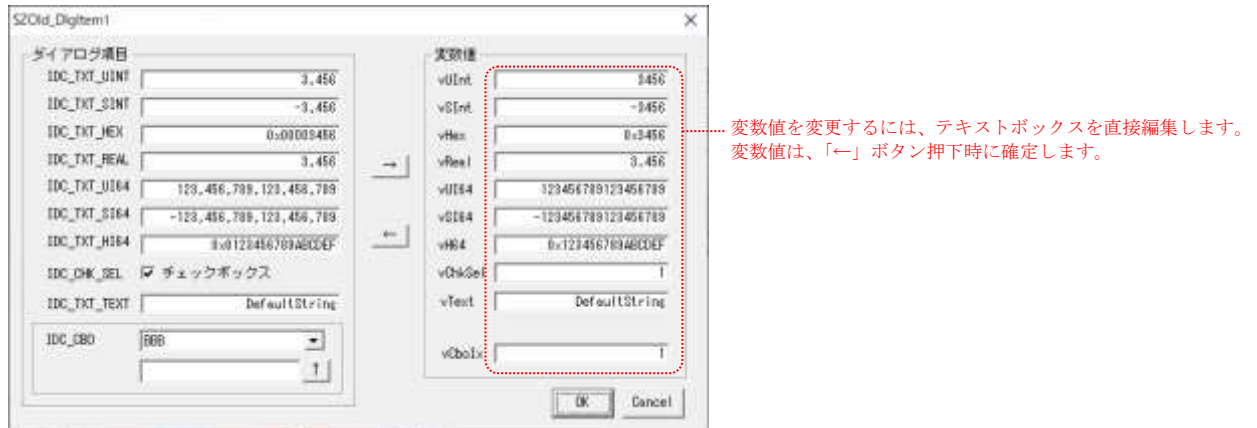 SZOld_DlgItem1
ダイアログ項目
IDC_TXT_UINT 3,456
IDC_TXT_SINT -3,456
IDC_TXT_HEX 0x00003456
IDC_TXT_REAL 3.456
IDC_TXT_UI64 123,456,789,123,456,789
IDC_TXT_SI64 -123,456,789,123,456,789
IDC_TXT_HI64 0x0123456789ABCDEF
IDC_CHK_SEL チェックボックス
IDC_TXT_TEXT DefaultString
IDC_CBO BBB
↑
→
←
変数値
vUInt 3456
vSInt -3456
vHex 0x3456
vReal 3.456
vUI64 123456789123456789
vSI64 -123456789123456789
vH64 0x123456789ABCDEF
vChkSel 1
vText DefaultString
vCboIx 1
OK Cancel
変数値を変更するには、テキストボックスを直接編集します。
変数値は、「←」ボタン押下時に確定します。